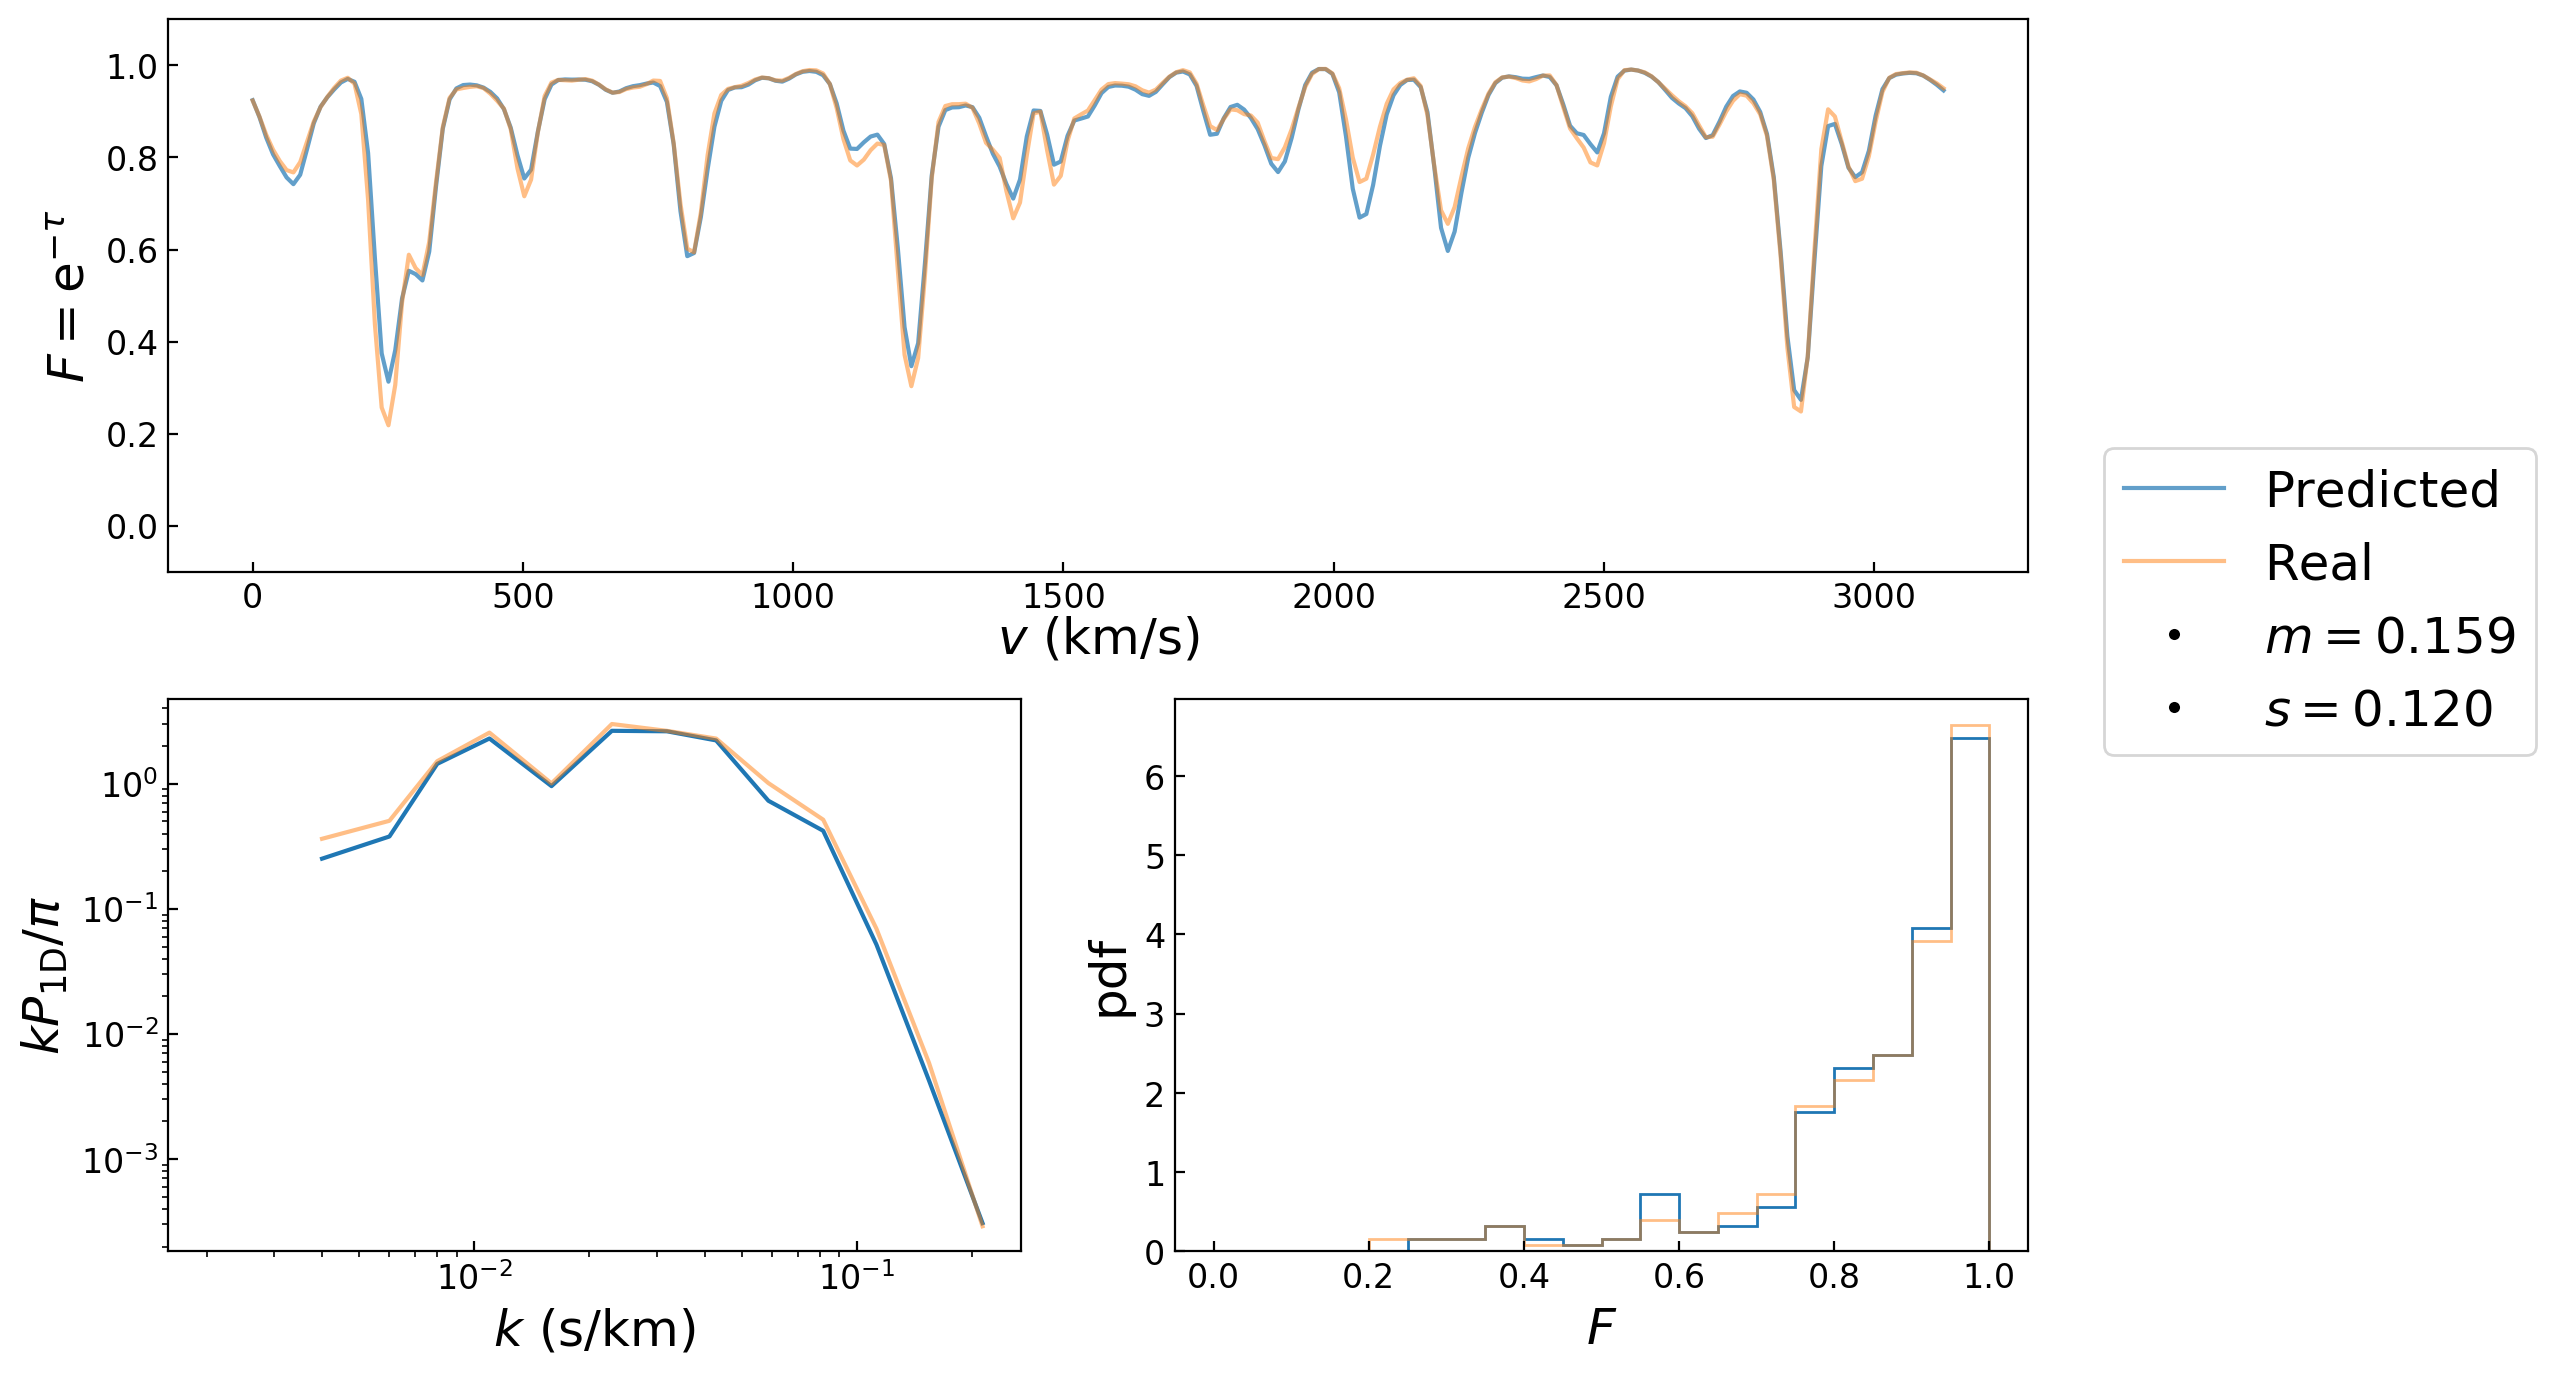 F = e^{-τ}
1.0
0.8
0.6
0.4
0.2
0.0
0 500 1000 1500 2000 2500 3000
v (km/s)
Predicted
Real
m = 0.159
s = 0.120
kP_{1D}/π
10^0
10^{-1}
10^{-2}
10^{-3}
10^{-2} 10^{-1}
k (s/km)
pdf
6
5
4
3
2
1
0
0.0 0.2 0.4 0.6 0.8 1.0
F